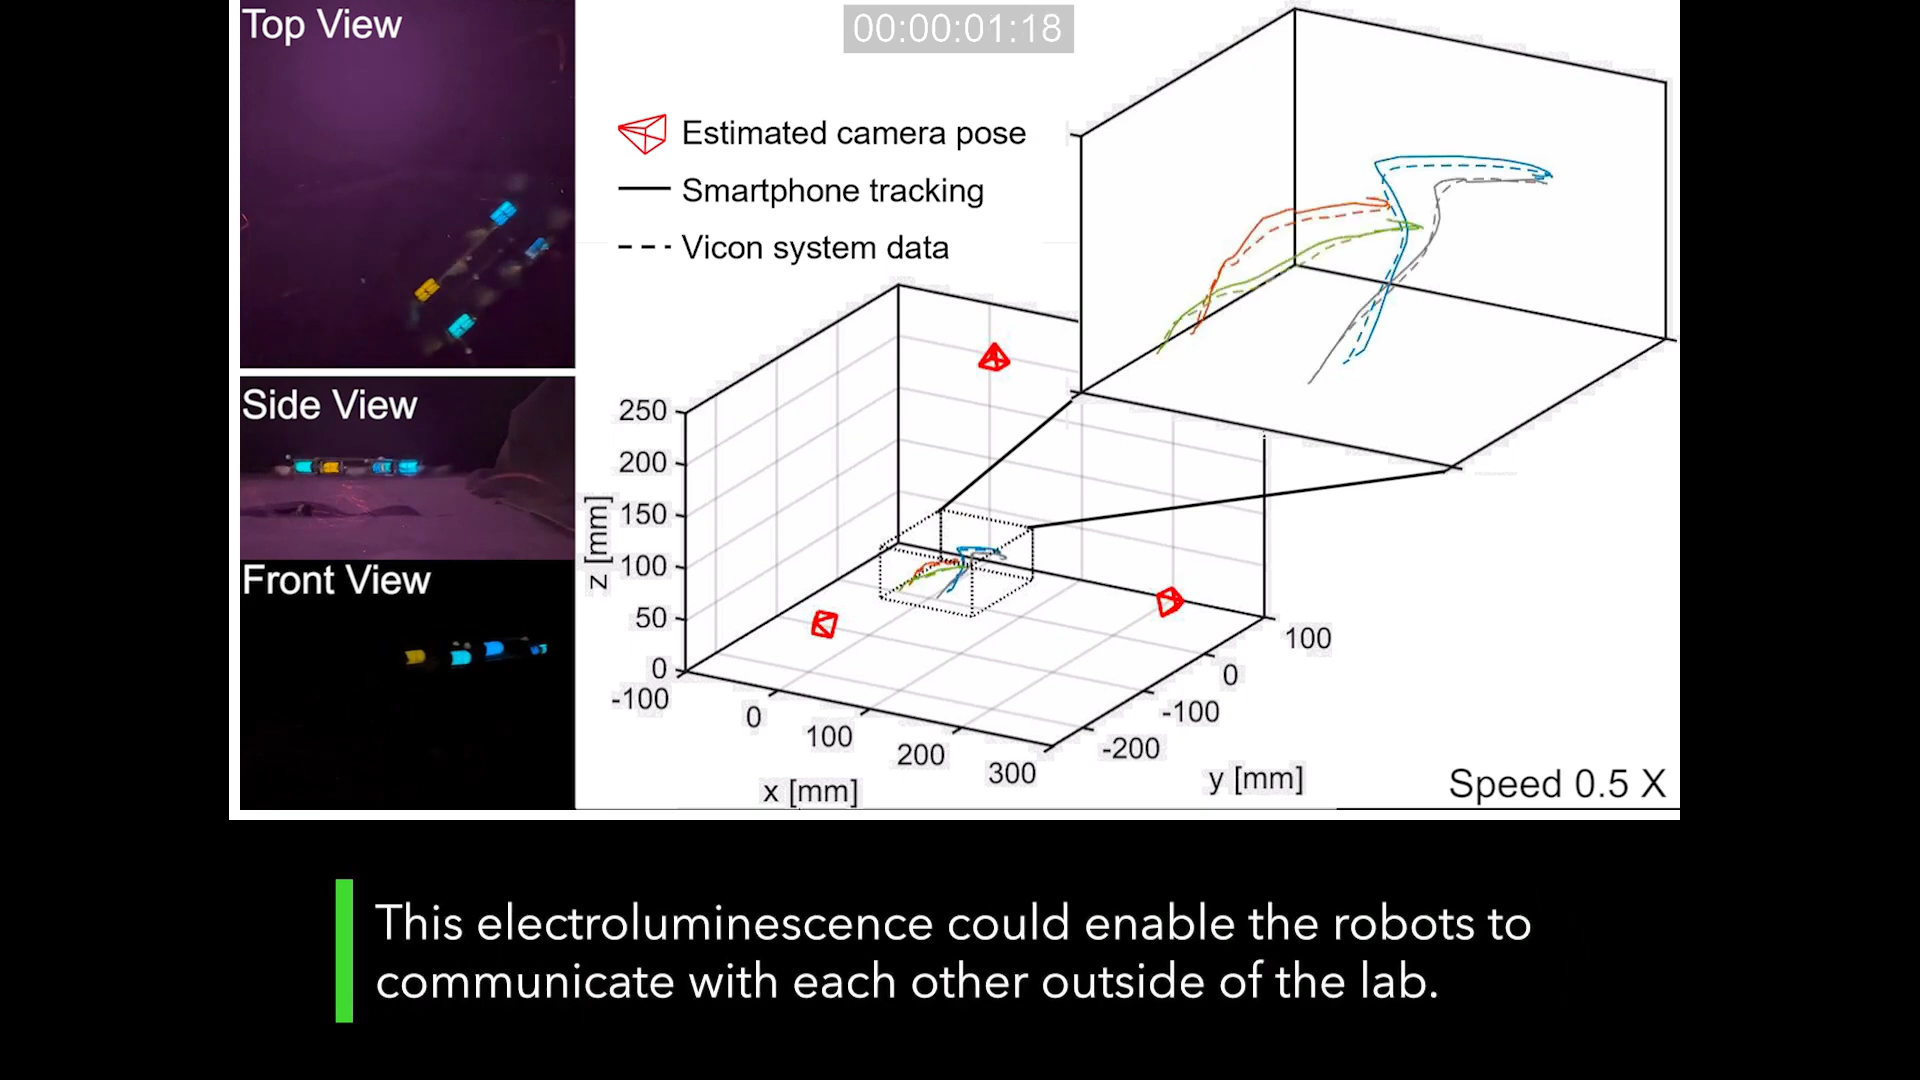 Top View
00:00:01:18
Estimated camera pose
Smartphone tracking
Vicon system data
Side View
Front View
250
200
150
100
50
0
z [mm]
-100
0
100
200
300
x [mm]
100
0
-100
-200
y [mm]
Speed 0.5 X
This electroluminescence could enable the robots to
communicate with each other outside of the lab.